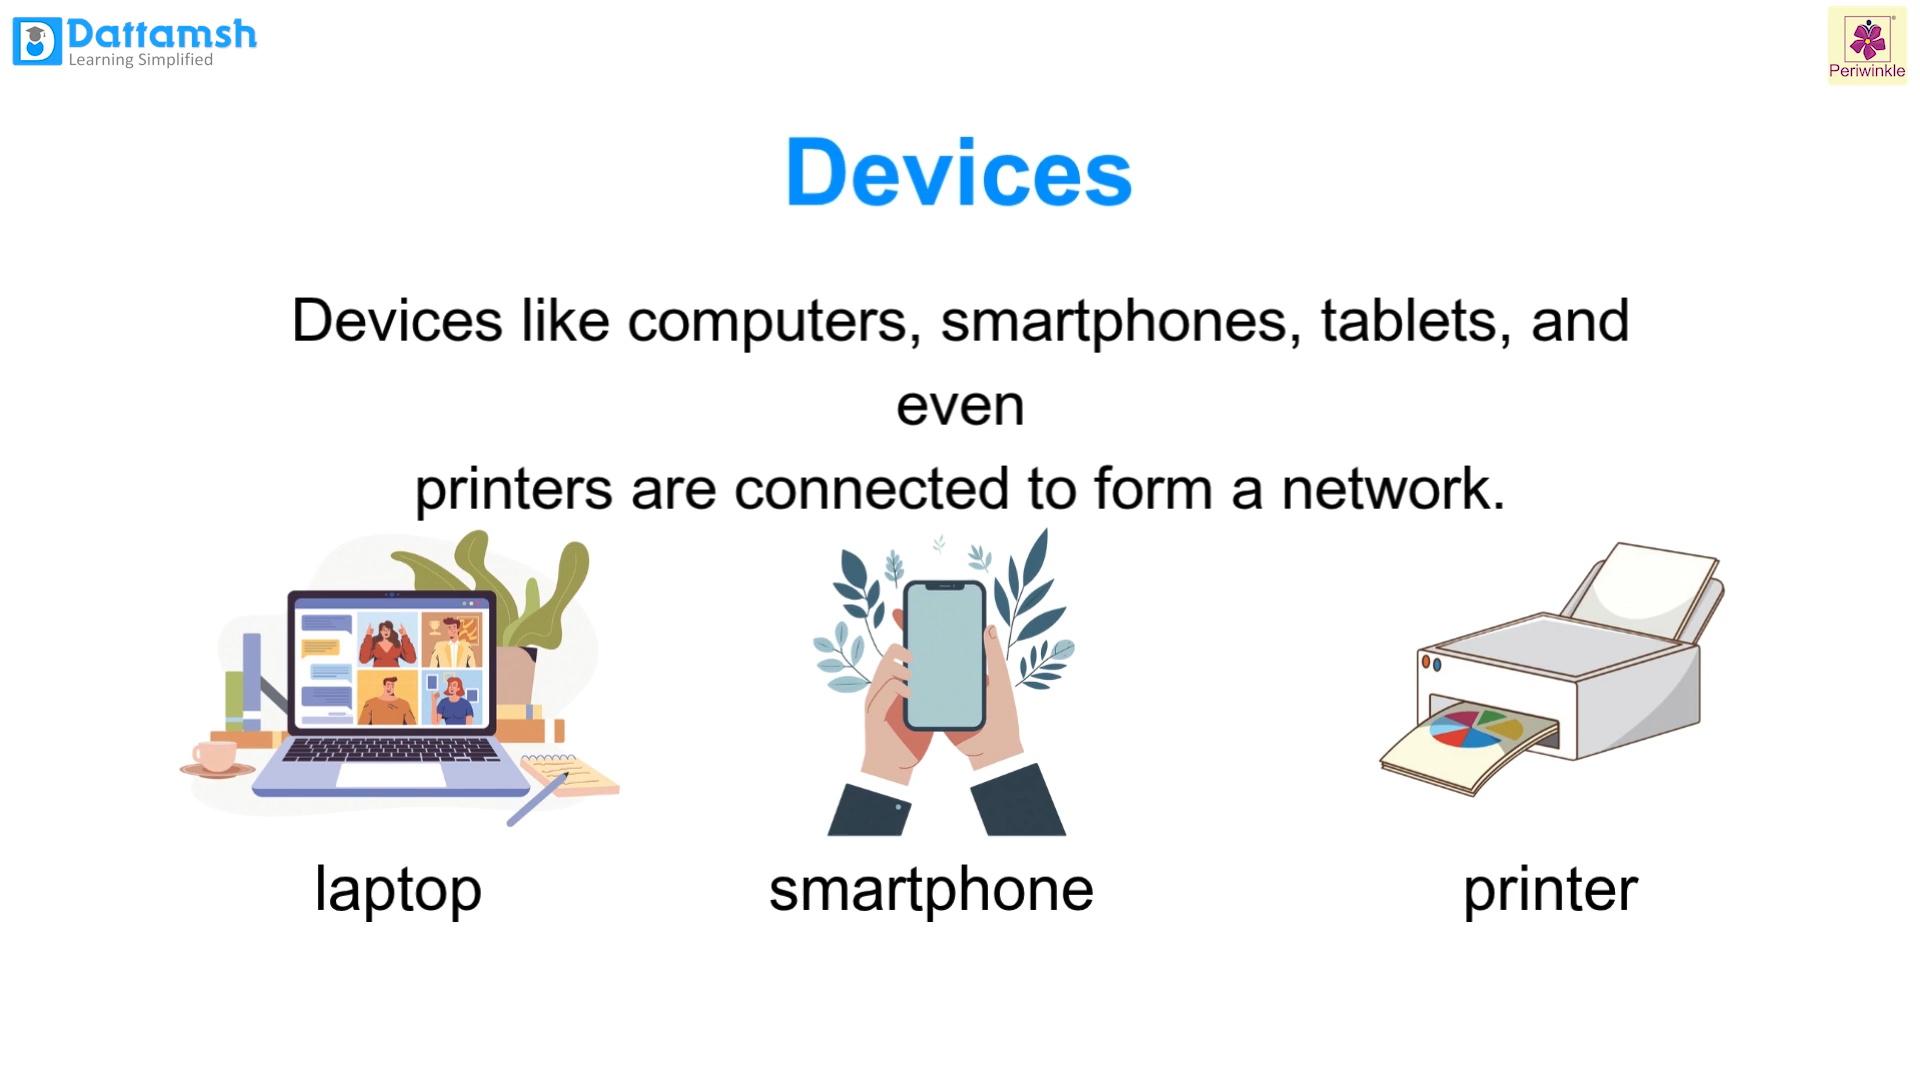 Dattamsh
Learning Simplified
Periwinkle
Devices
Devices like computers, smartphones, tablets, and
even
printers are connected to form a network.
laptop
smartphone
printer